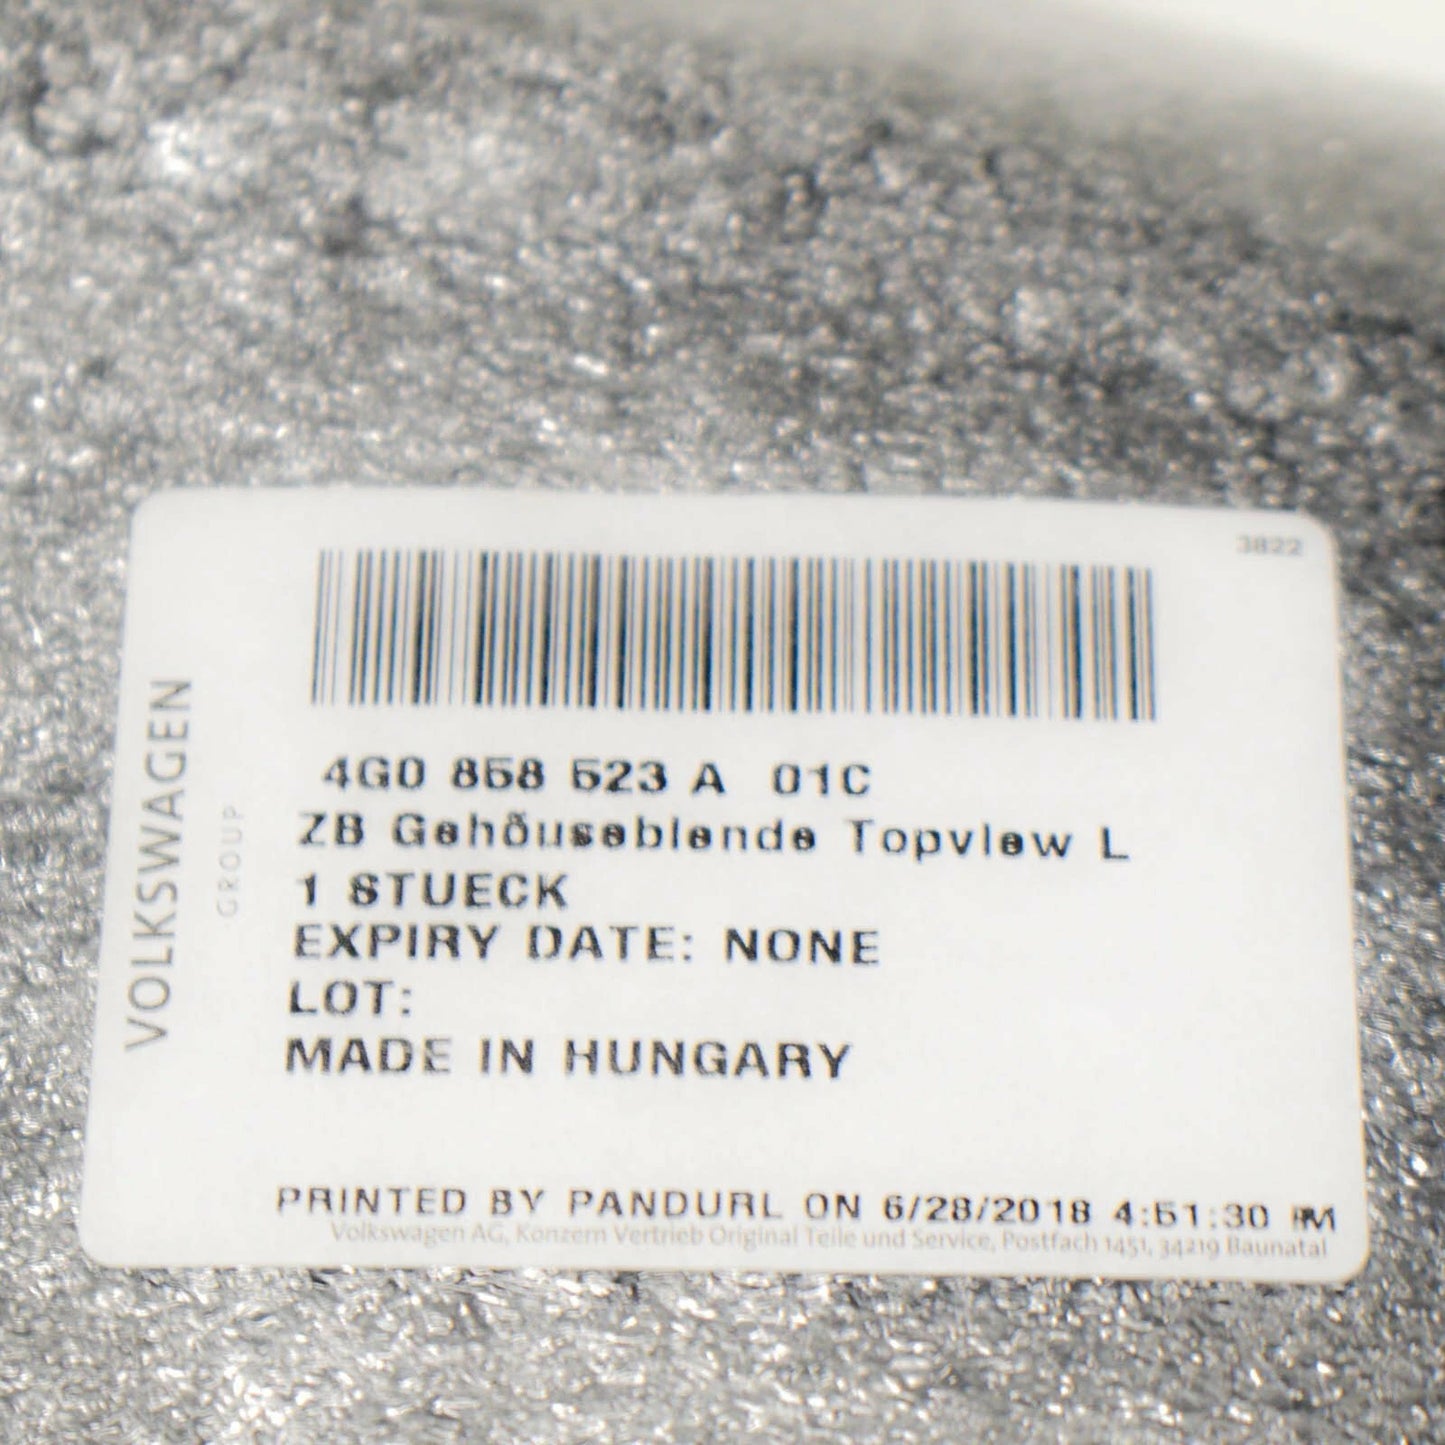 3822
VOLKSWAGEN
GROUP
4G0 858 523 A 01C
ZB Gehõuseblende Topview L
1 STUECK
EXPIRY DATE: NONE
LOT:
MADE IN HUNGARY
PRINTED BY PANDURL ON 6/28/2018 4:51:30 PM
Volkswagen AG, Konzern Vertrieb Original Teile und Service, Postfach 1451, 34219 Baunatal